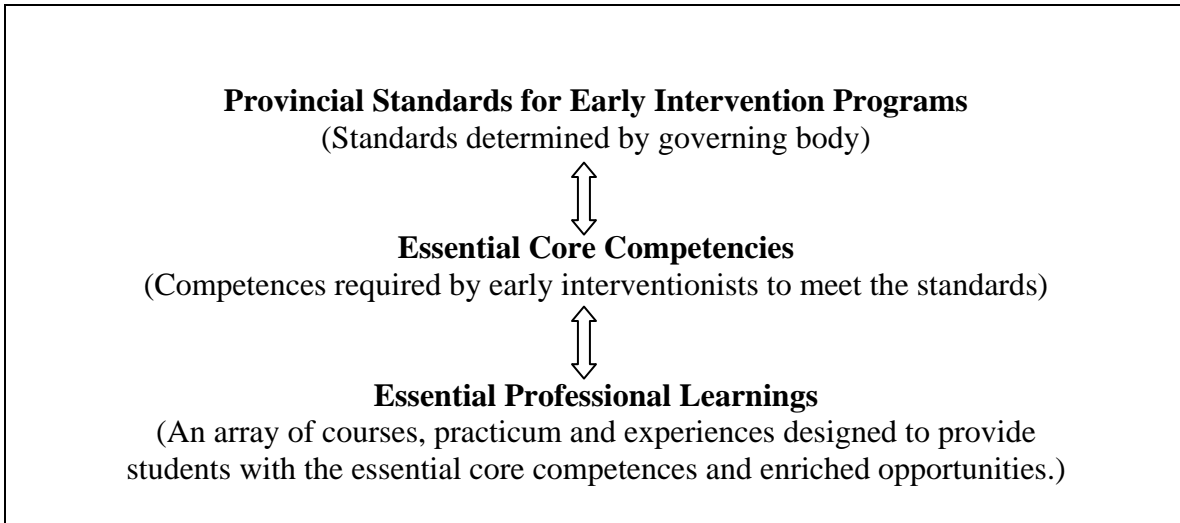 Provincial Standards for Early Intervention Programs
(Standards determined by governing body)
Essential Core Competencies
(Competences required by early interventionists to meet the standards)
Essential Professional Learnings
(An array of courses, practicum and experiences designed to provide
students with the essential core competences and enriched opportunities.)